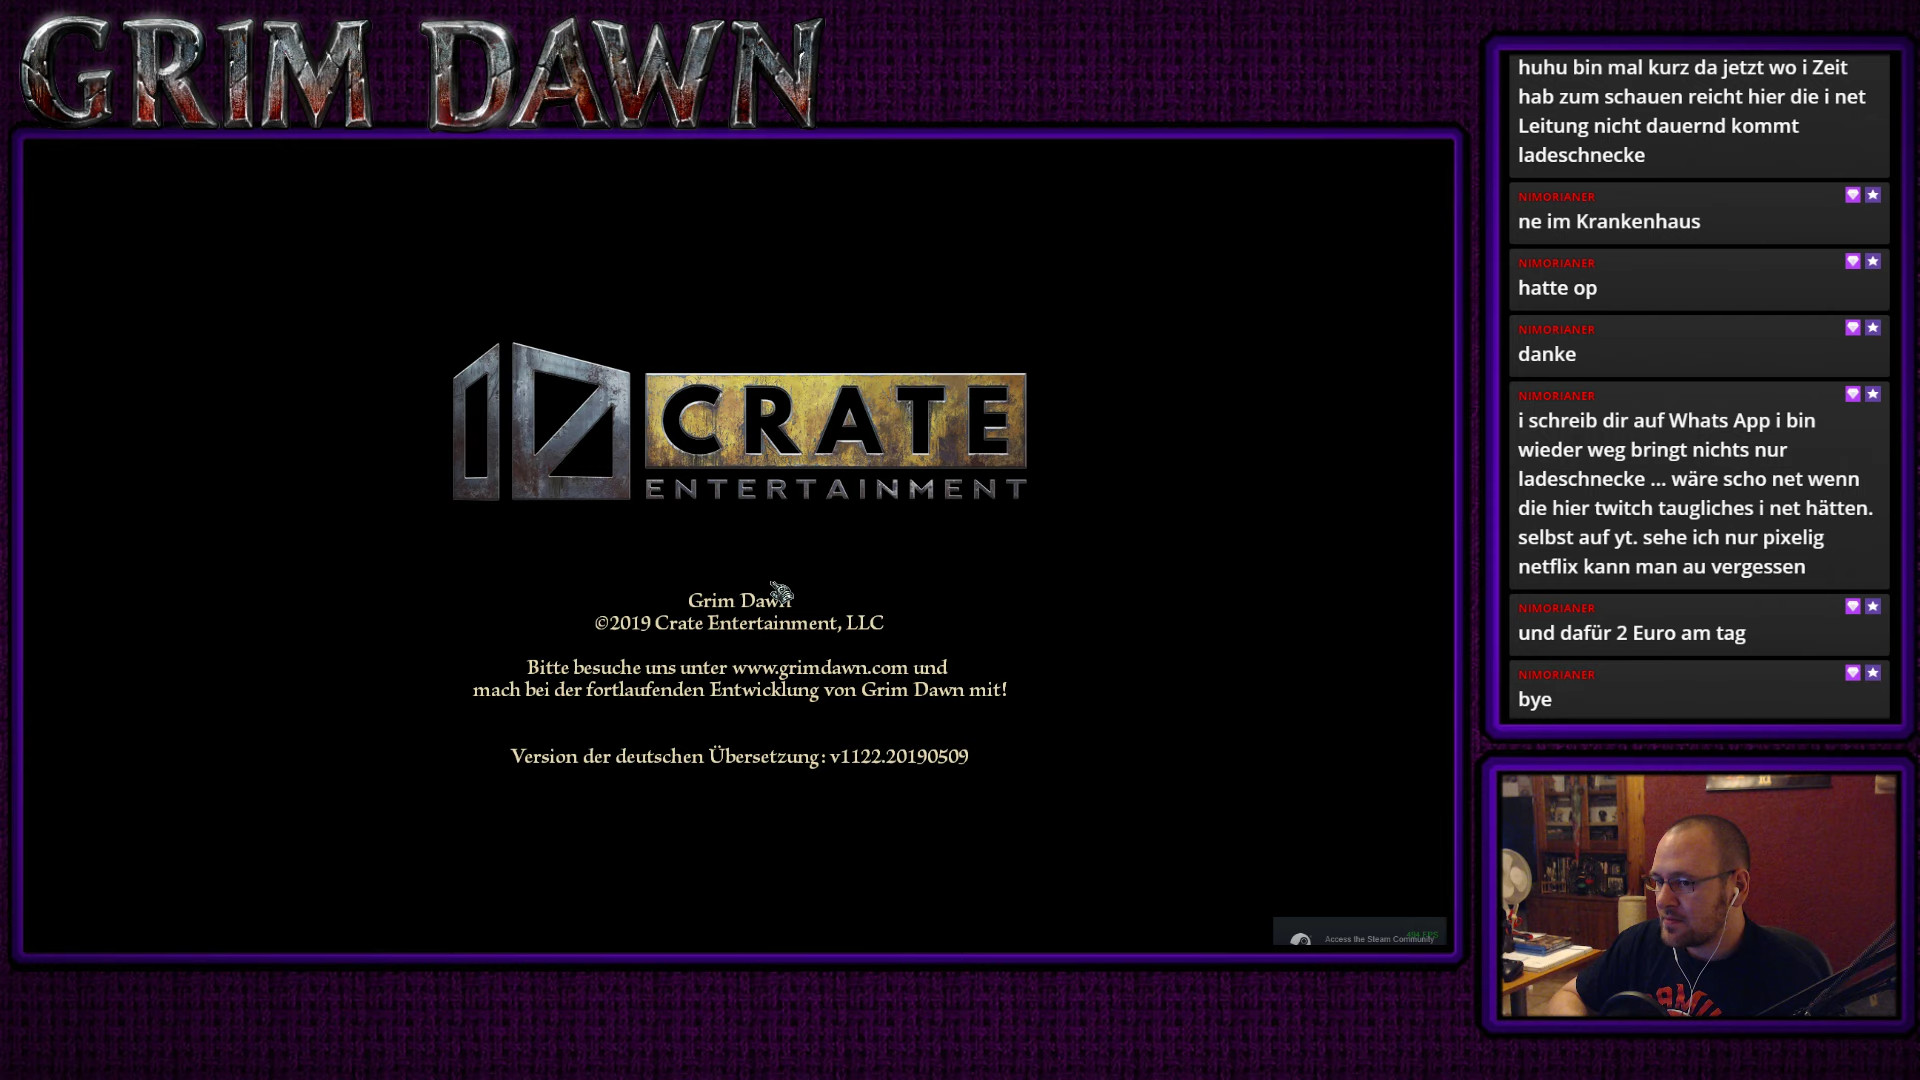 GRIM DAWN
CRATE
ENTERTAINMENT
Grim Dawn
©2019 Crate Entertainment, LLC
Bitte besuche uns unter www.grimdawn.com und
mach bei der fortlaufenden Entwicklung von Grim Dawn mit!
Version der deutschen Übersetzung: v1122.20190509
Access the Steam Community
huhu bin mal kurz da jetzt wo i Zeit
hab zum schauen reicht hier die i net
Leitung nicht dauernd kommt
ladeschnecke
NIMORIANER
ne im Krankenhaus
NIMORIANER
hatte op
NIMORIANER
danke
NIMORIANER
i schreib dir auf Whats App i bin
wieder weg bringt nichts nur
ladeschnecke ... wäre scho net wenn
die hier twitch taugliches i net hätten.
selbst auf yt. sehe ich nur pixelig
netflix kann man au vergessen
NIMORIANER
und dafür 2 Euro am tag
NIMORIANER
bye